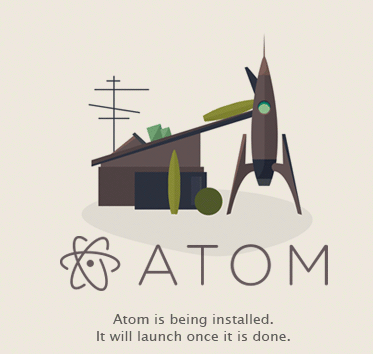 ATOM
Atom is being installed.
It will launch once it is done.